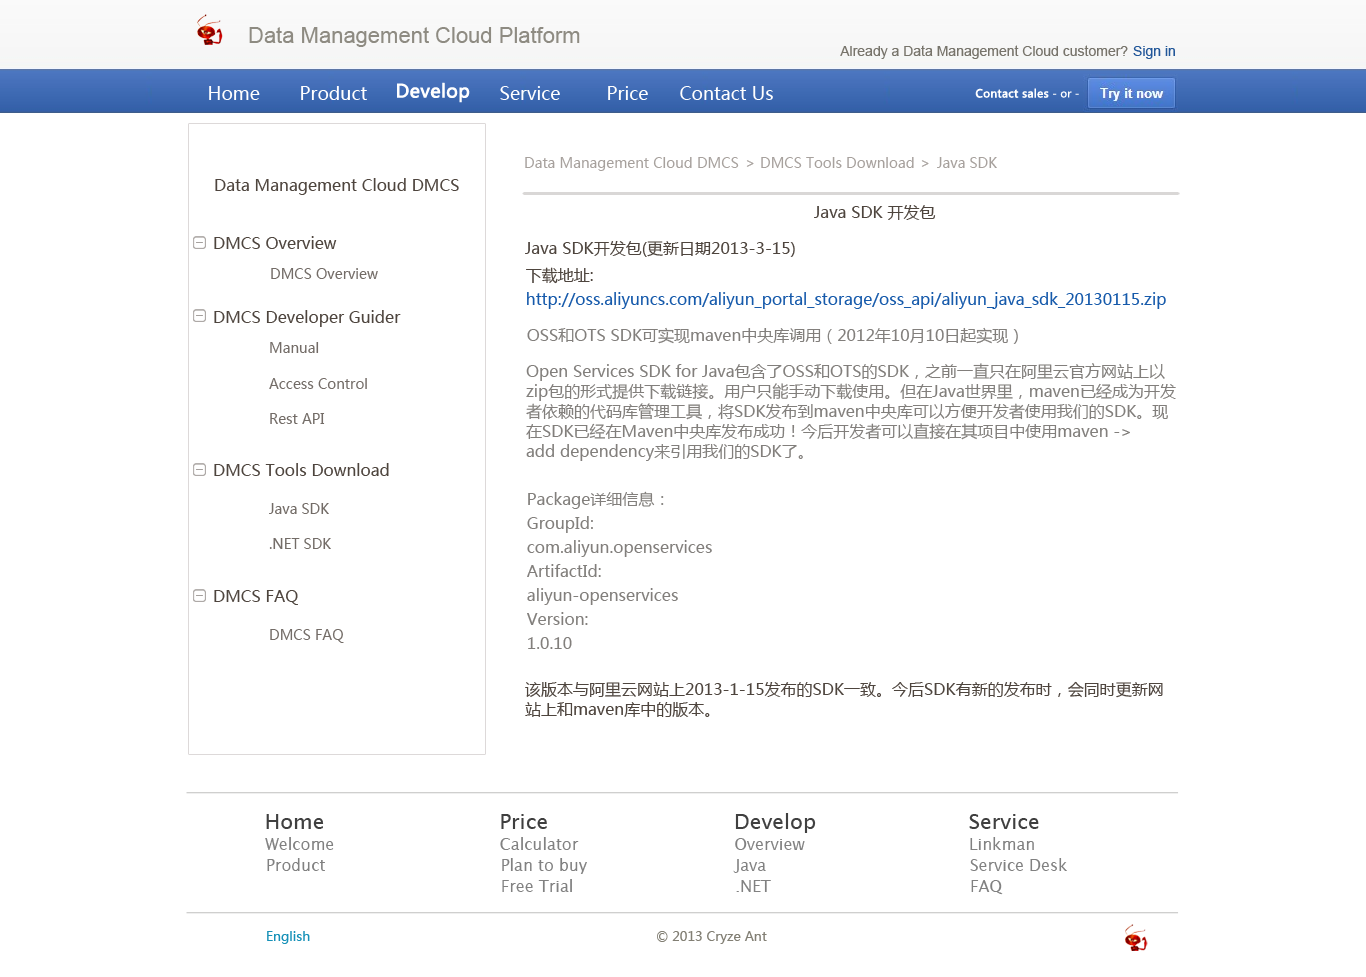 Data Management Cloud Platform
Already a Data Management Cloud customer? Sign in
Home Product Develop Service Price Contact Us Contact sales - or - Try it now
Data Management Cloud DMCS
DMCS Overview
DMCS Overview
DMCS Developer Guider
Manual
Access Control
Rest API
DMCS Tools Download
Java SDK
.NET SDK
DMCS FAQ
DMCS FAQ
Data Management Cloud DMCS > DMCS Tools Download > Java SDK
Java SDK 开发包
Java SDK开发包(更新日期2013-3-15)
下载地址:
http://oss.aliyuncs.com/aliyun_portal_storage/oss_api/aliyun_java_sdk_20130115.zip
OSS和OTS SDK可实现maven中央库调用（2012年10月10日起实现）
Open Services SDK for Java包含了OSS和OTS的SDK，之前一直只在阿里云官方网站上以
zip包的形式提供下载链接。用户只能手动下载使用。但在Java世界里，maven已经成为开发
者依赖的代码库管理工具，将SDK发布到maven中央库可以方便开发者使用我们的SDK。现
在SDK已经在Maven中央库发布成功！今后开发者可以直接在其项目中使用maven ->
add dependency来引用我们的SDK了。
Package详细信息：
GroupId:
com.aliyun.openservices
ArtifactId:
aliyun-openservices
Version:
1.0.10
该版本与阿里云网站上2013-1-15发布的SDK一致。今后SDK有新的发布时，会同时更新网
站上和maven库中的版本。
Home Price Develop Service
Welcome Calculator Overview Linkman
Product Plan to buy Java Service Desk
Free Trial .NET FAQ
English © 2013 Cryze Ant